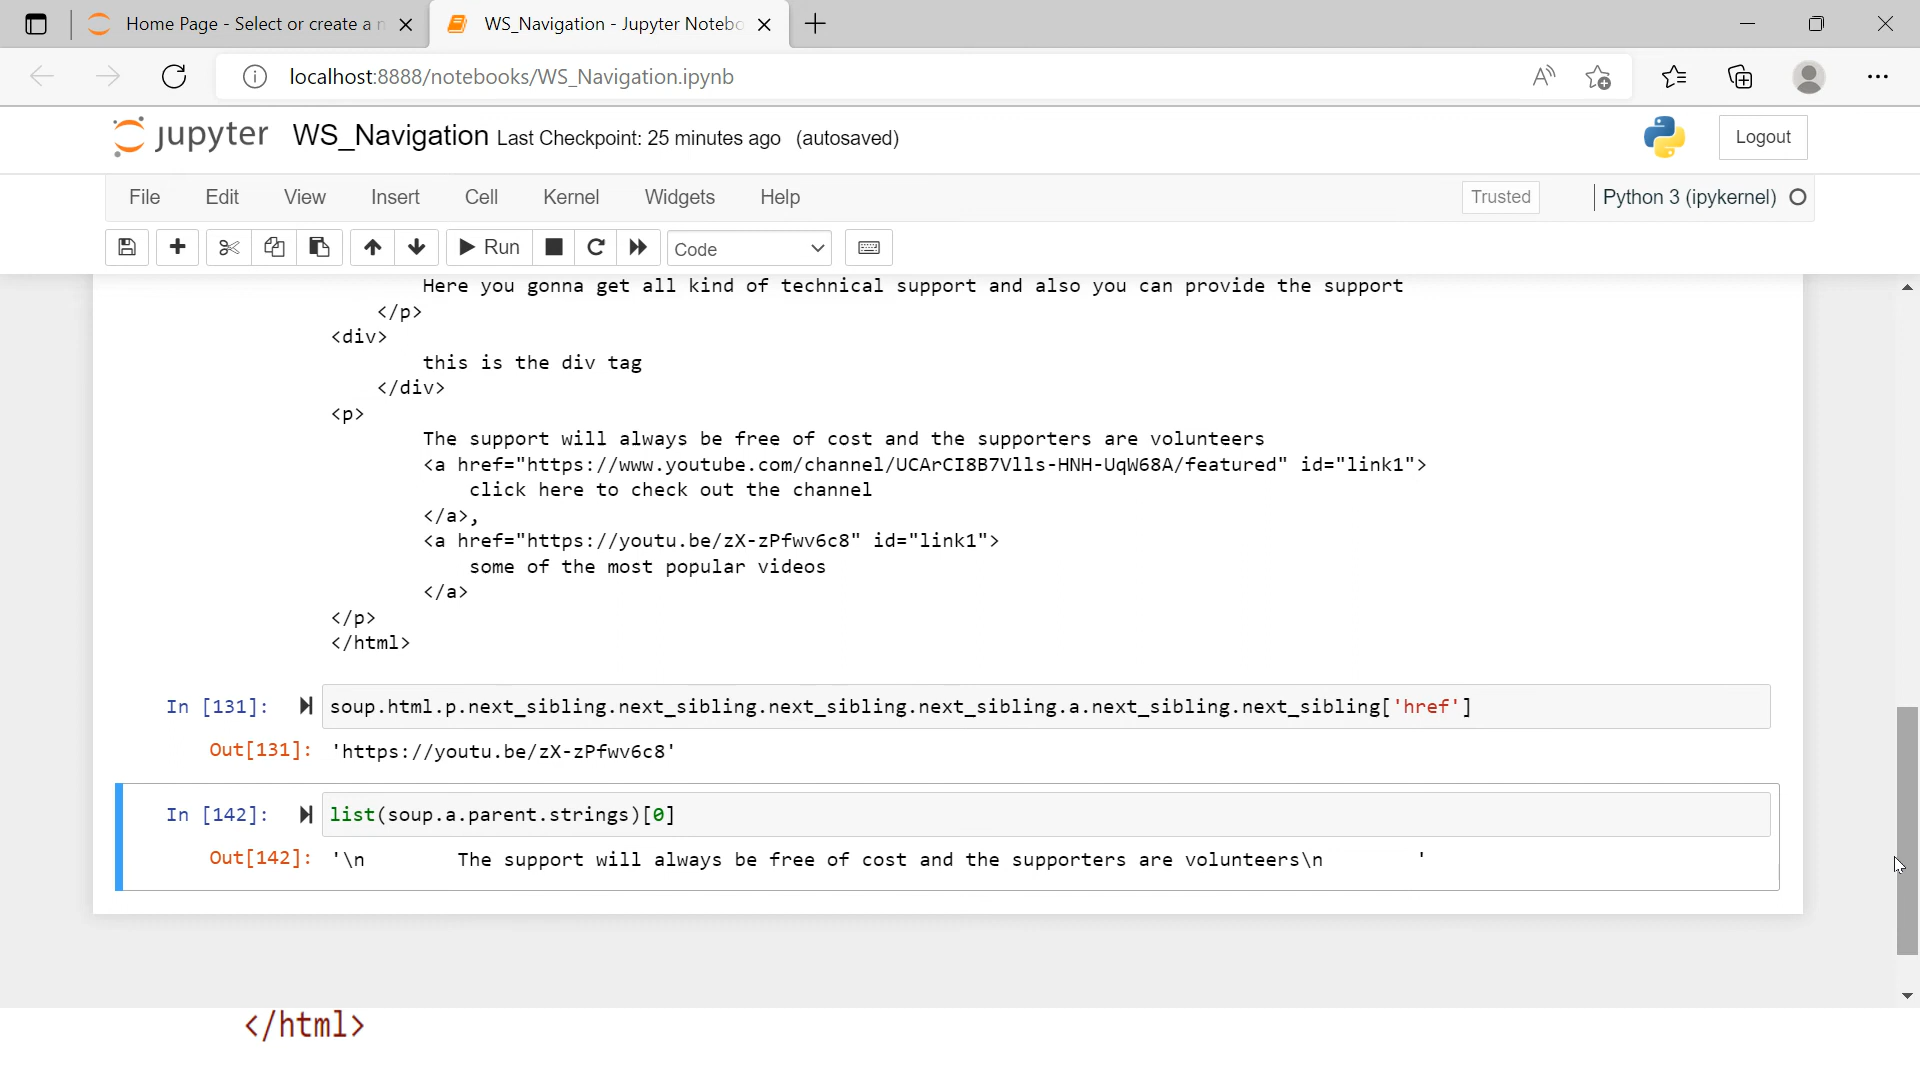 Home Page - Select or create a n
WS_Navigation - Jupyter Notebo
localhost:8888/notebooks/WS_Navigation.ipynb
jupyter WS_Navigation Last Checkpoint: 25 minutes ago (autosaved)
Logout
File Edit View Insert Cell Kernel Widgets Help
Trusted
Python 3 (ipykernel)
Run
Code
Here you gonna get all kind of technical support and also you can provide the support
</p>
<div>
this is the div tag
</div>
<p>
The support will always be free of cost and the supporters are volunteers
<a href="https://www.youtube.com/channel/UCArCI8B7Vlls-HNH-UqW68A/featured" id="link1">
click here to check out the channel
</a>,
<a href="https://youtu.be/zX-zPfwv6c8" id="link1">
some of the most popular videos
</a>
</p>
</html>
In [131]: soup.html.p.next_sibling.next_sibling.next_sibling.next_sibling.a.next_sibling.next_sibling['href']
Out[131]: 'https://youtu.be/zX-zPfwv6c8'
In [142]: list(soup.a.parent.strings)[0]
Out[142]: '\n        The support will always be free of cost and the supporters are volunteers\n        '
</html>